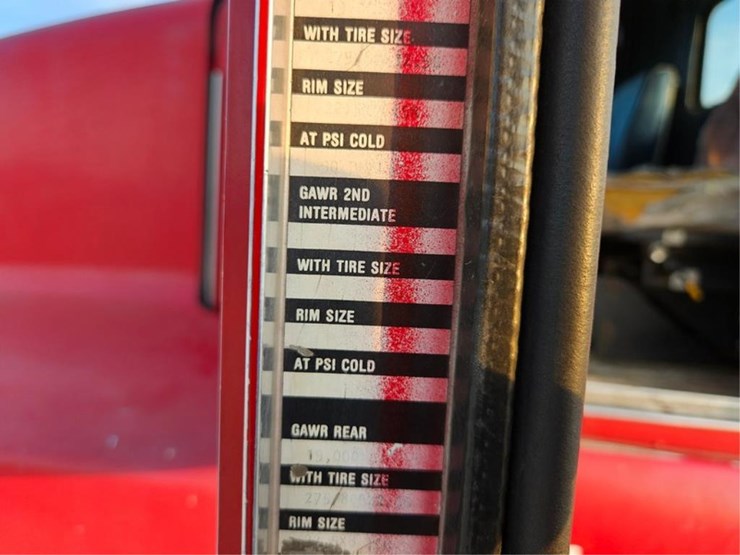 WITH TIRE SIZE
RIM SIZE
AT PSI COLD
GAWR 2ND
INTERMEDIATE
WITH TIRE SIZE
RIM SIZE
AT PSI COLD
GAWR REAR
WITH TIRE SIZE
RIM SIZE